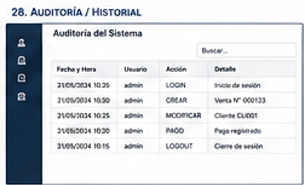 28. AUDITORÍA / HISTORIAL
Auditoría del Sistema
Buscar...
Fecha y Hora Usuario Acción Detalle
21/05/2024 10:35 admin LOGIN Inicio de sesión
21/05/2024 10:30 admin CREAR Venta N° 000123
21/05/2024 10:25 admin MODIFICAR Cliente CLI001
21/05/2024 10:20 admin PAGO Pago registrado
21/05/2024 10:15 admin LOGOUT Cierre de sesión